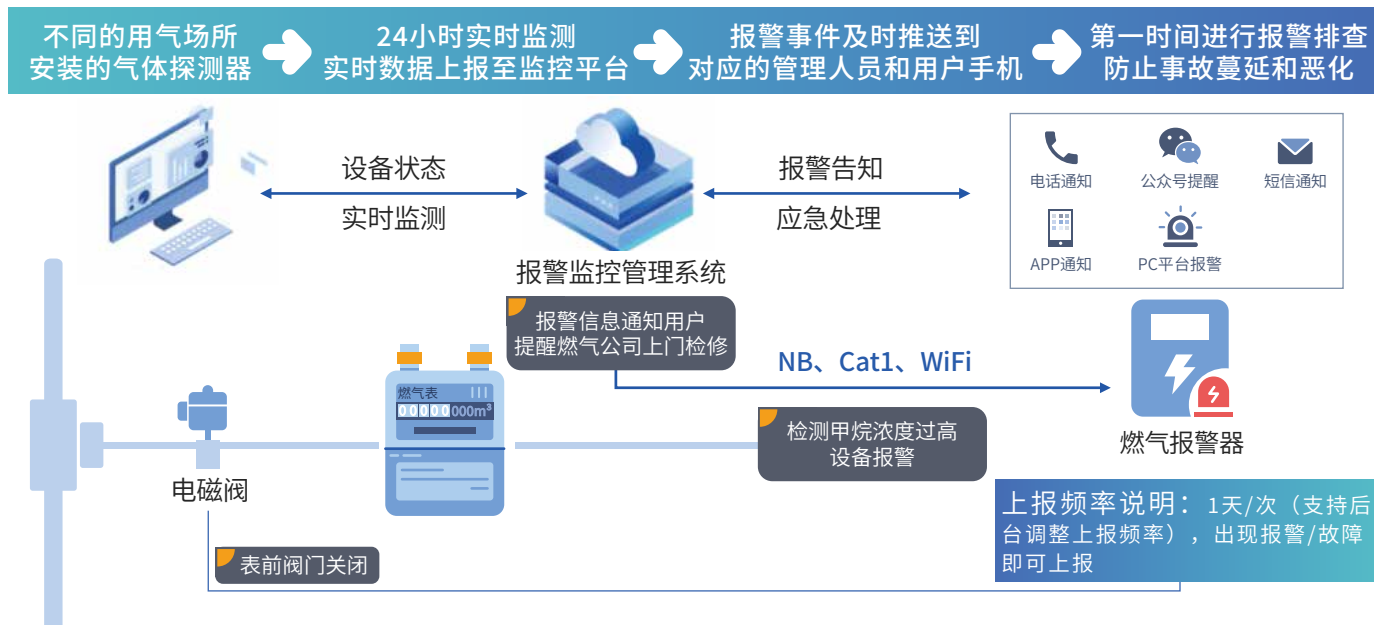 不同的用气场所
安装的气体探测器
24小时实时监测
实时数据上报至监控平台
报警事件及时推送到
对应的管理人员和用户手机
第一时间进行报警排查
防止事故蔓延和恶化
设备状态
实时监测
报警告知
应急处理
电话通知
公众号提醒
短信通知
APP通知
PC平台报警
报警监控管理系统
报警信息通知用户
提醒燃气公司上门检修
NB、Cat1、WiFi
燃气表
00000000m³
检测甲烷浓度过高
设备报警
燃气报警器
电磁阀
表前阀门关闭
上报频率说明：1天/次（支持后
台调整上报频率），出现报警/故障
即可上报